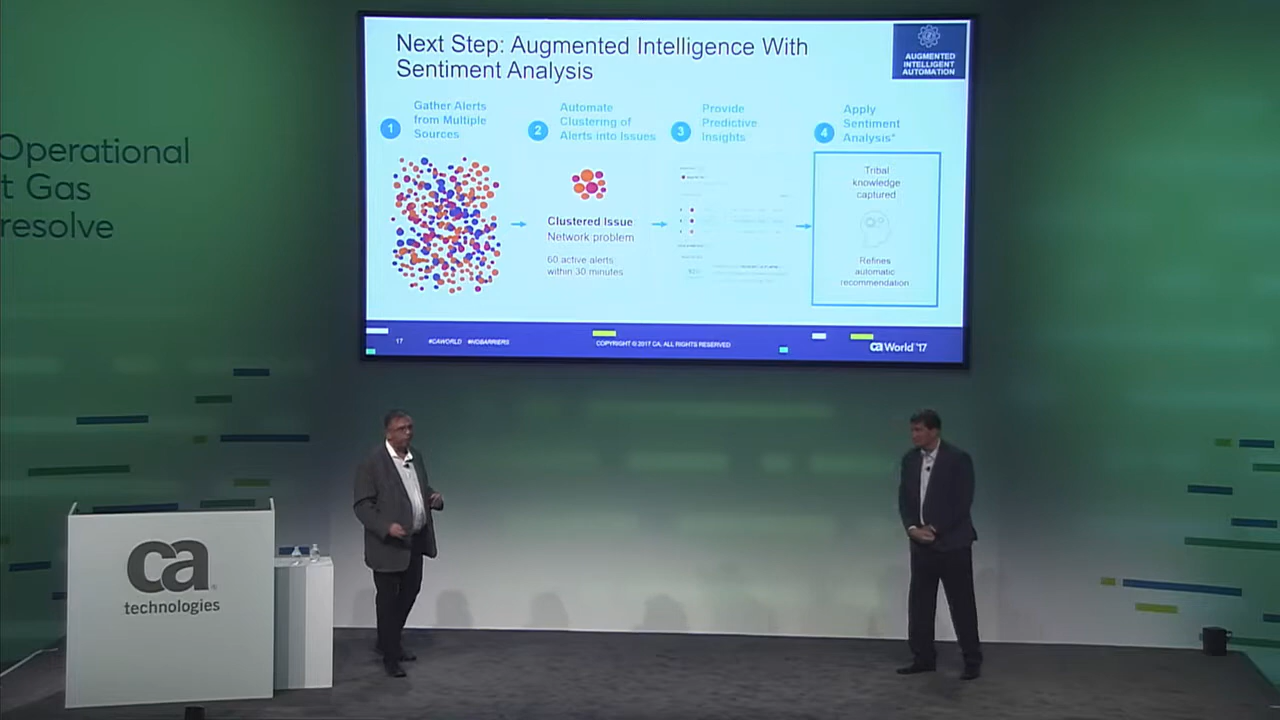 Operational
t Gas
resolve
Next Step: Augmented Intelligence With
Sentiment Analysis
AUGMENTED
INTELLIGENT
AUTOMATION
1
Gather Alerts
from Multiple
Sources
2
Automate
Clustering of
Alerts into Issues
3
Provide
Predictive
Insights
4
Apply
Sentiment
Analysis*
Clustered Issue:
Network problem
60 active alerts
within 30 minutes
Tribal
knowledge
captured
Refines
automatic
recommendation
17
#CAWORLD #NOBARRIERS
COPYRIGHT © 2017 CA. ALL RIGHTS RESERVED
ca World '17
ca
technologies